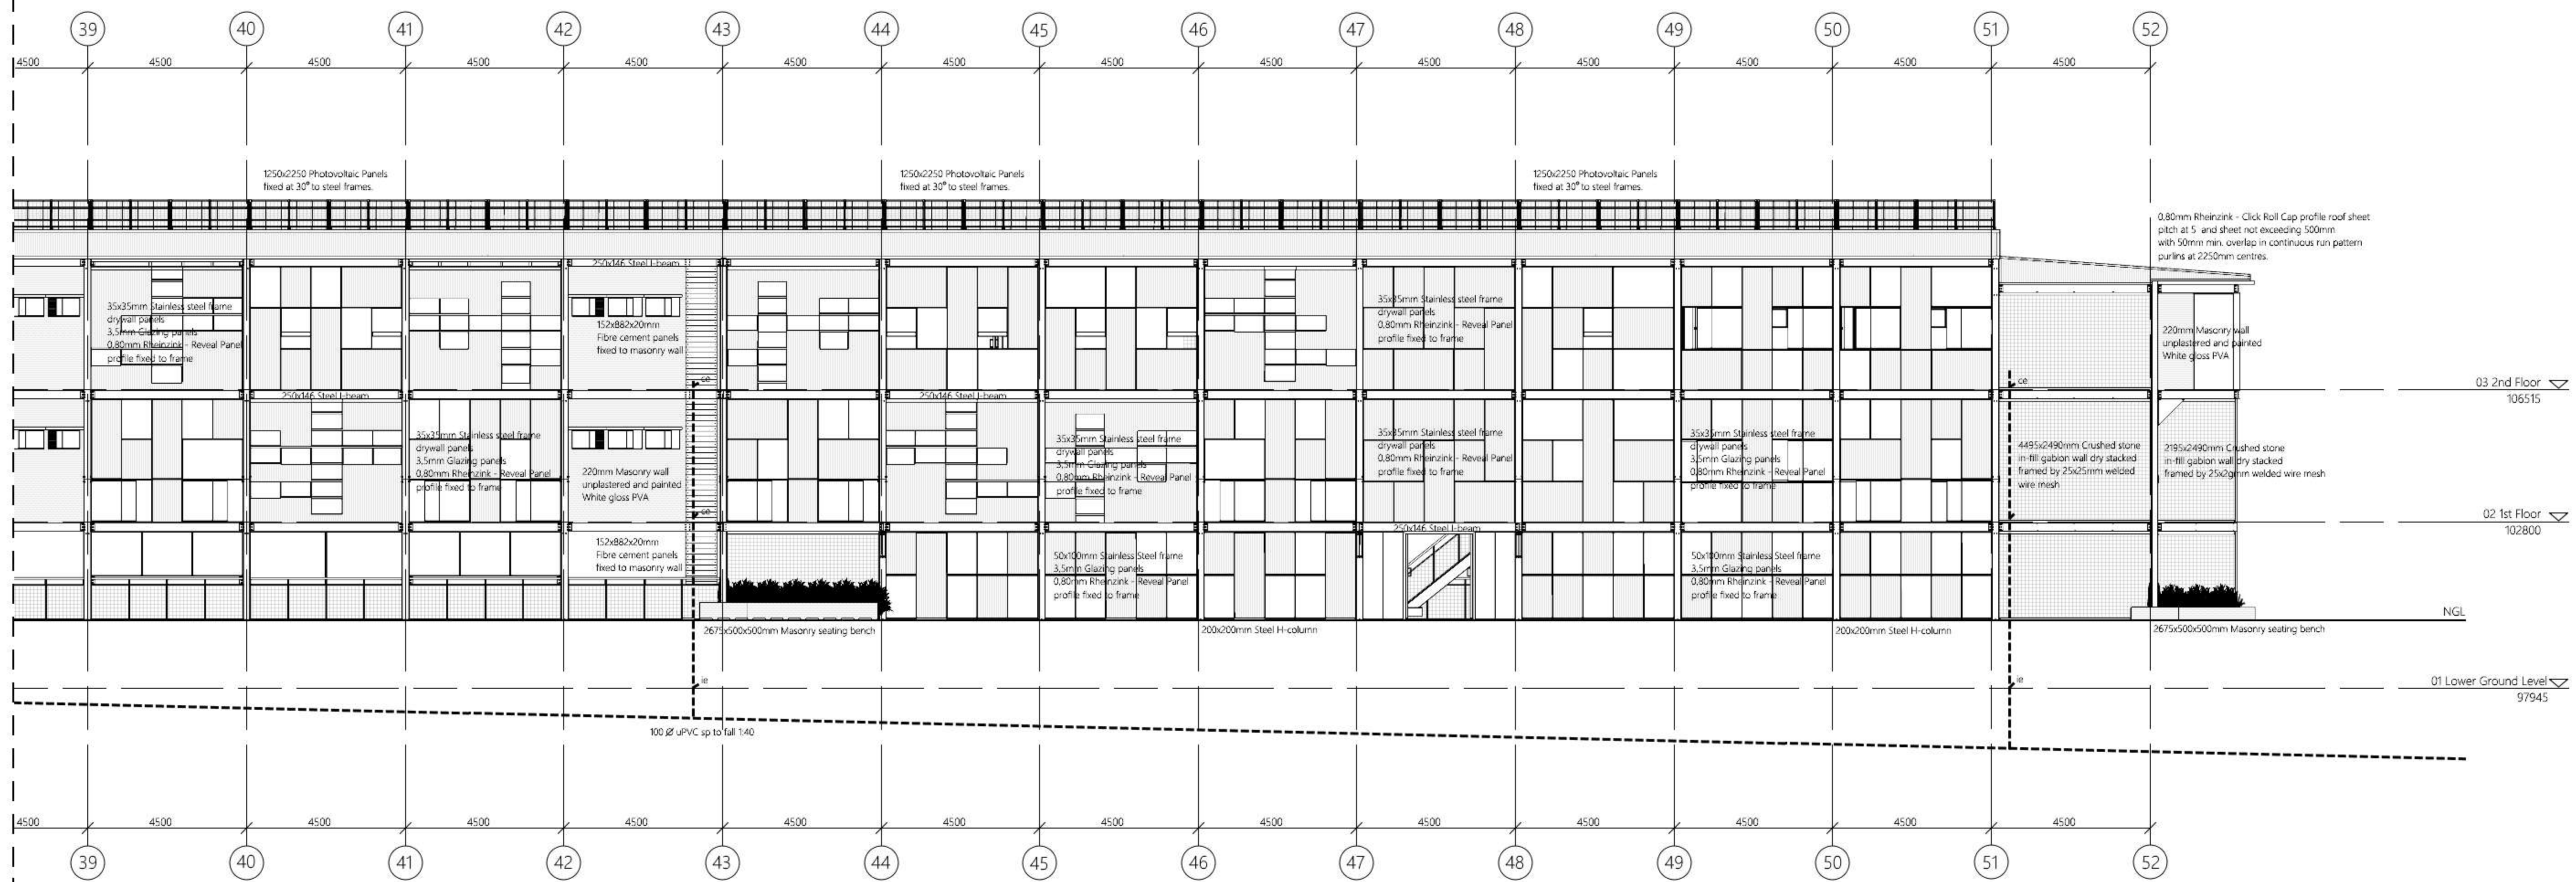 39 40 41 42 43 44 45 46 47 48 49 50 51 52
4500 4500 4500 4500 4500 4500 4500 4500 4500 4500 4500 4500 4500 4500
1250x2250 Photovoltaic Panels
fixed at 30° to steel frames.
1250x2250 Photovoltaic Panels
fixed at 30° to steel frames.
1250x2250 Photovoltaic Panels
fixed at 30° to steel frames.
0,80mm Rheinzink - Click Roll Cap profile roof sheet
pitch at 5 and sheet not exceeding 500mm
with 50mm min. overlap in continuous run pattern
purlins at 2250mm centres.
250x146 Steel I-beam
35x35mm Stainless steel frame
drywall panels
3,5mm Glazing panels
0,80mm Rheinzink - Reveal Panel
profile fixed to frame
152x882x20mm
Fibre cement panels
fixed to masonry wall
35x35mm Stainless steel frame
drywall panels
0,80mm Rheinzink - Reveal Panel
profile fixed to frame
220mm Masonry wall
unplastered and painted
White gloss PVA
ce
ce
03 2nd Floor
106515
250x146 Steel I-beam
250x146 Steel I-beam
35x35mm Stainless steel frame
drywall panels
3,5mm Glazing panels
0,80mm Rheinzink - Reveal Panel
profile fixed to frame
220mm Masonry wall
unplastered and painted
White gloss PVA
35x35mm Stainless steel frame
drywall panels
3,5mm Glazing panels
0,80mm Rheinzink - Reveal Panel
profile fixed to frame
35x35mm Stainless steel frame
drywall panels
0,80mm Rheinzink - Reveal Panel
profile fixed to frame
35x35mm Stainless steel frame
drywall panels
3,5mm Glazing panels
0,80mm Rheinzink - Reveal Panel
profile fixed to frame
4495x2490mm Crushed stone
in-fill gabion wall dry stacked
framed by 25x25mm welded
wire mesh
2195x2490mm Crushed stone
in-fill gabion wall dry stacked
framed by 25x2gmm welded wire mesh
ce
02 1st Floor
102800
250x146 Steel I-beam
152x882x20mm
Fibre cement panels
fixed to masonry wall
50x100mm Stainless Steel frame
3,5mm Glazing panels
0,80mm Rheinzink - Reveal Panel
profile fixed to frame
50x100mm Stainless Steel frame
3,5mm Glazing panels
0,80mm Rheinzink - Reveal Panel
profile fixed to frame
NGL
2675x500x500mm Masonry seating bench
200x200mm Steel H-column
200x200mm Steel H-column
2675x500x500mm Masonry seating bench
ie
ie
01 Lower Ground Level
97945
100 Ø uPVC sp to fall 1:40
4500 4500 4500 4500 4500 4500 4500 4500 4500 4500 4500 4500 4500 4500
39 40 41 42 43 44 45 46 47 48 49 50 51 52